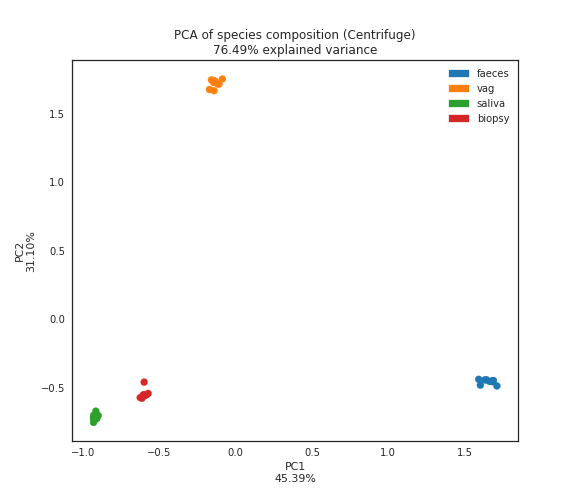 PCA of species composition (Centrifuge)
76.49% explained variance
faeces
vag
saliva
biopsy
1.5
1.0
0.5
0.0
−0.5
PC2
31.10%
−1.0
−0.5
0.0
0.5
1.0
1.5
PC1
45.39%